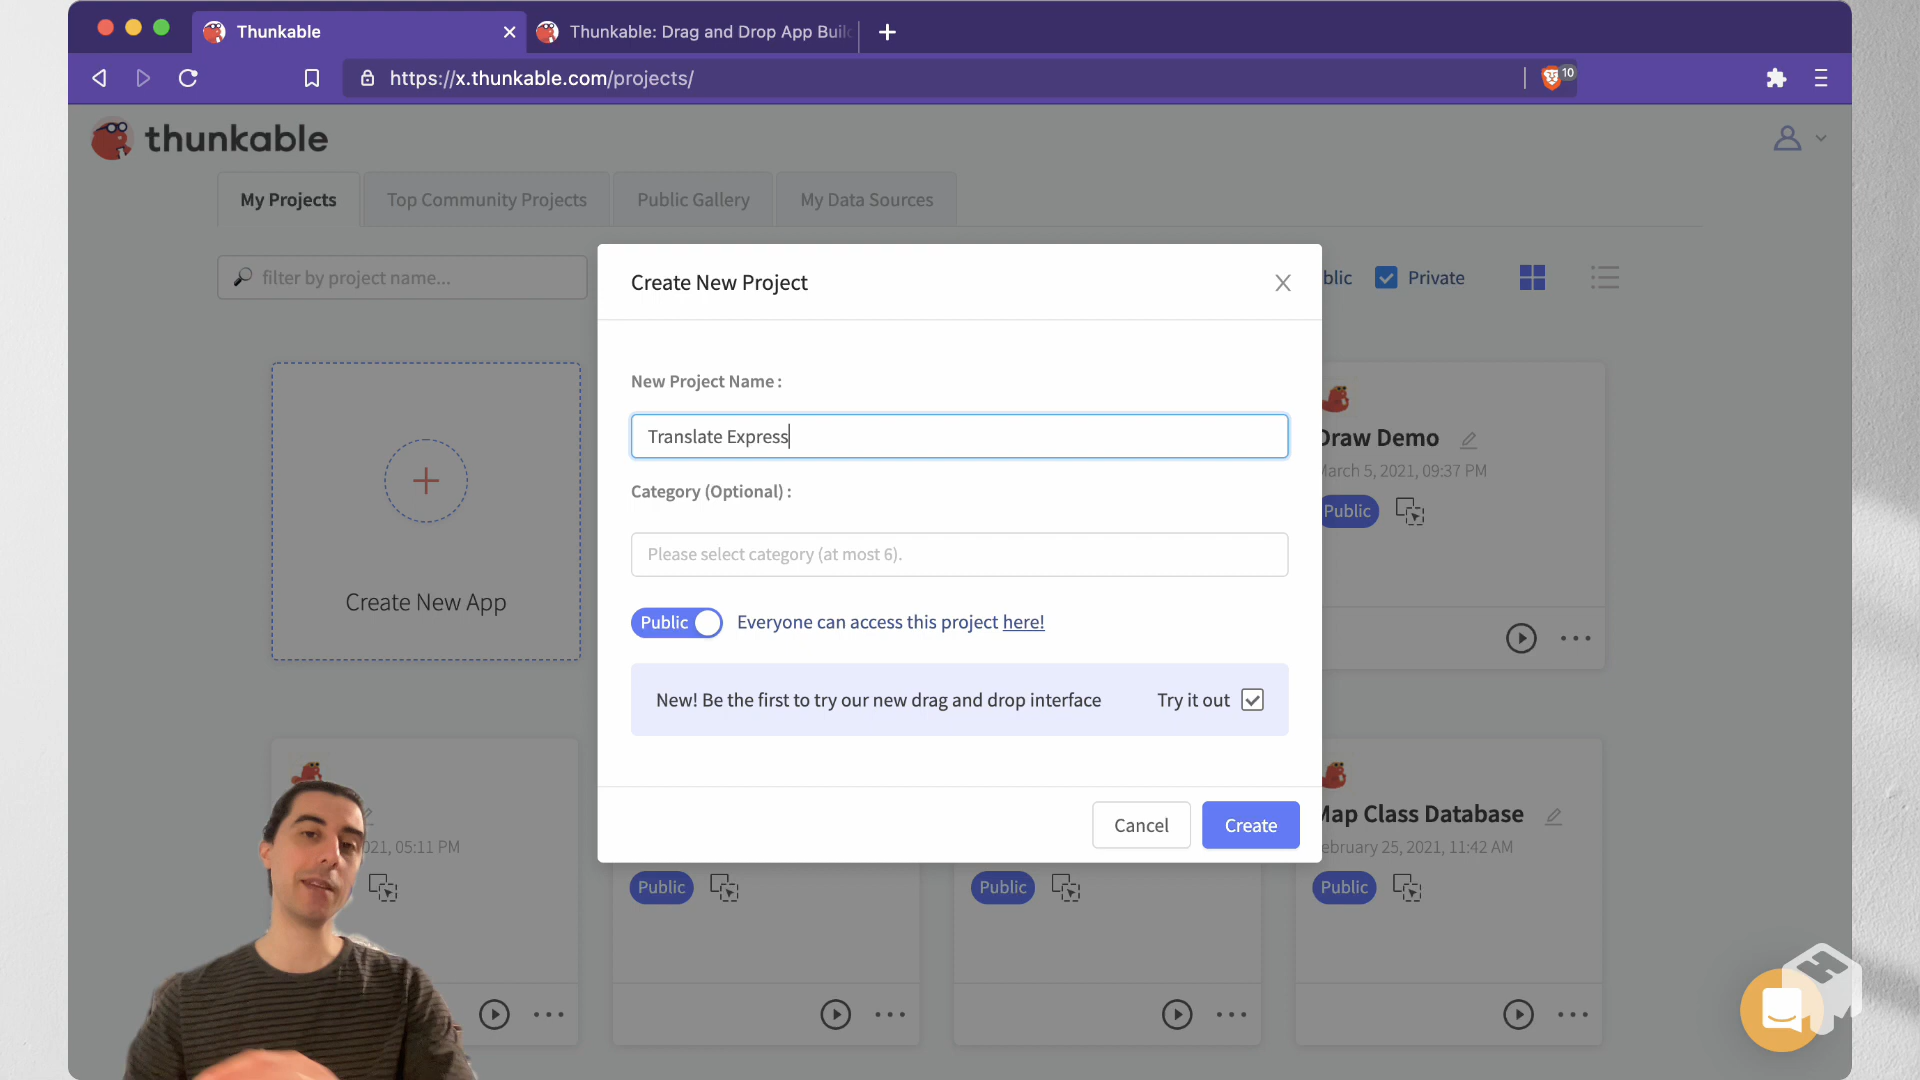 Thunkable
Thunkable: Drag and Drop App Buil
https://x.thunkable.com/projects/
10
thunkable
My Projects
Top Community Projects
Public Gallery
My Data Sources
filter by project name...
blic
Private
Create New Project
New Project Name :
Translate Express
Category (Optional) :
Please select category (at most 6).
Public
Everyone can access this project here!
New! Be the first to try our new drag and drop interface
Try it out
Cancel
Create
Create New App
Draw Demo
March 5, 2021, 09:37 PM
Public
021, 05:11 PM
Public
Public
Map Class Database
ebruary 25, 2021, 11:42 AM
Public